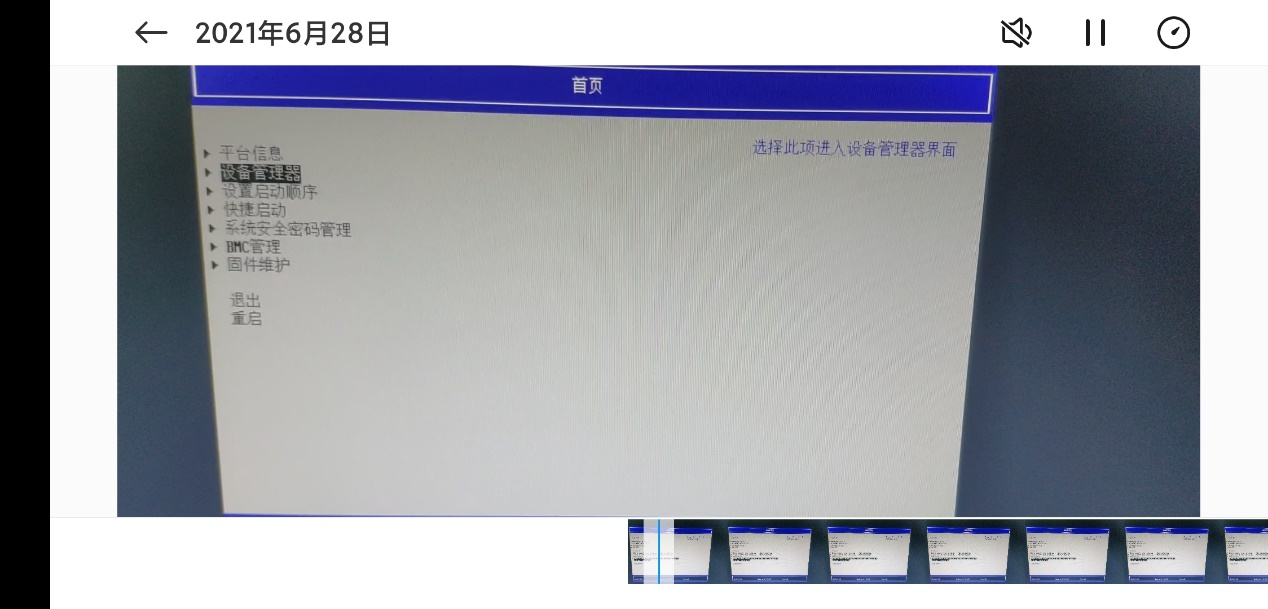 2021年6月28日
首页
选择此项进入设备管理器界面
平台信息
设备管理器
设置启动顺序
快捷启动
系统安全密码管理
BMC管理
固件维护
退出
重启